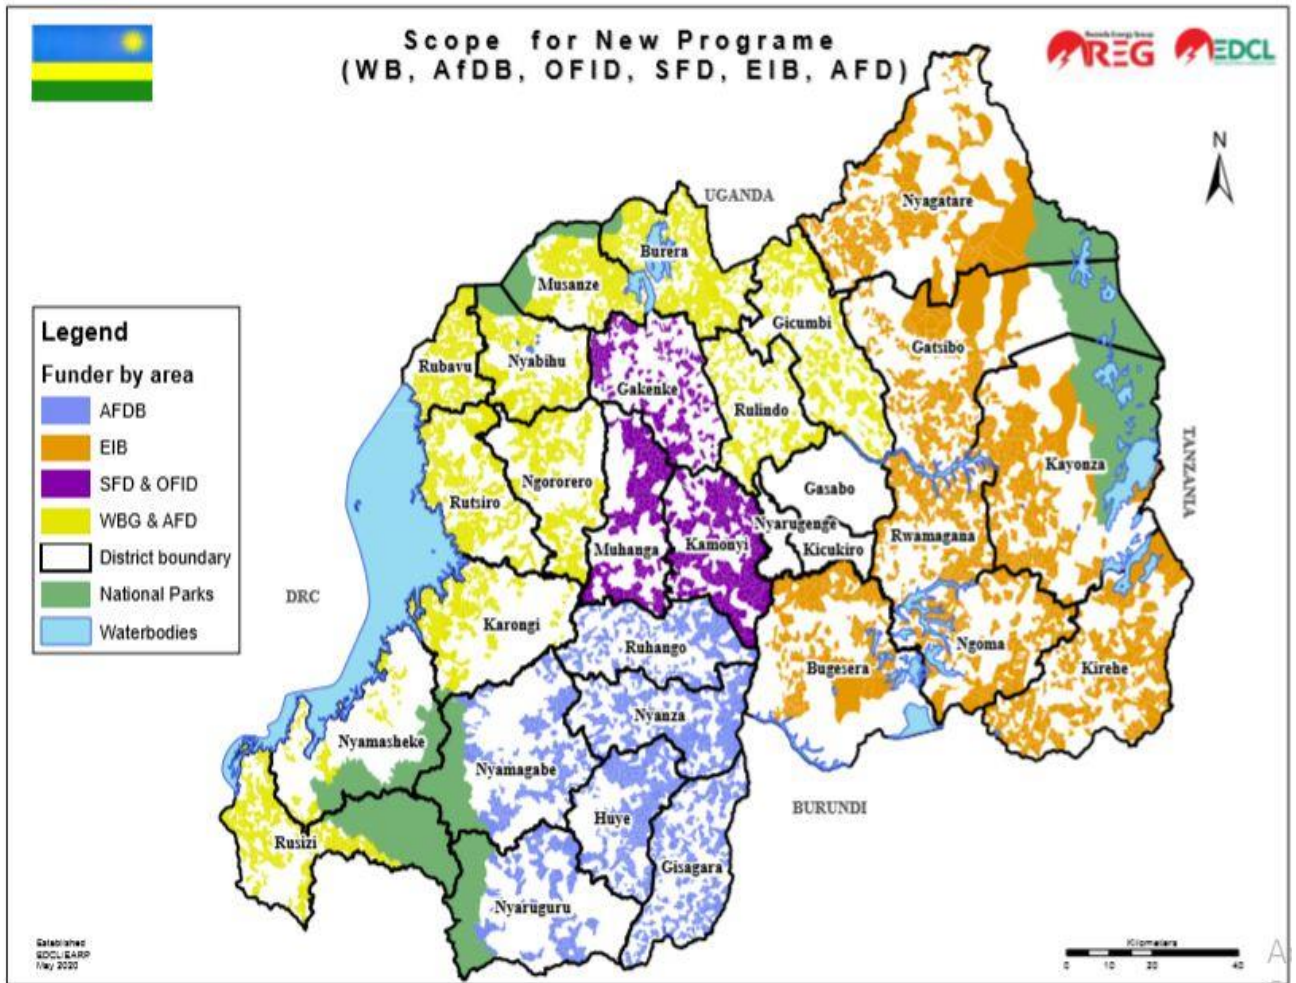 Scope for New Programe
(WB, AfDB, OFID, SFD, EIB, AFD)
Rwanda Energy Group
REG
EDCL
N
UGANDA
Nyagatare
Burera
Musanze
Gicumbi
Gatsibo
Rubavu
Nyabihu
Gakenke
Rulindo
Legend
Funder by area
AFDB
EIB
SFD & OFID
WBG & AFD
District boundary
National Parks
Waterbodies
Kayonza
TANZANIA
Gasabo
Ngororero
Rutsiro
Nyarugenge
Rwamagana
Muhanga
Kamonyi
Kicukiro
DRC
Karongi
Ruhango
Ngoma
Bugesera
Kirehe
Nyanza
Nyamasheke
Nyamagabe
BURUNDI
Huye
Rusizi
Gisagara
Nyaruguru
Established
EDCL/EARP
May 2020
Kilometers
0 10 20 40